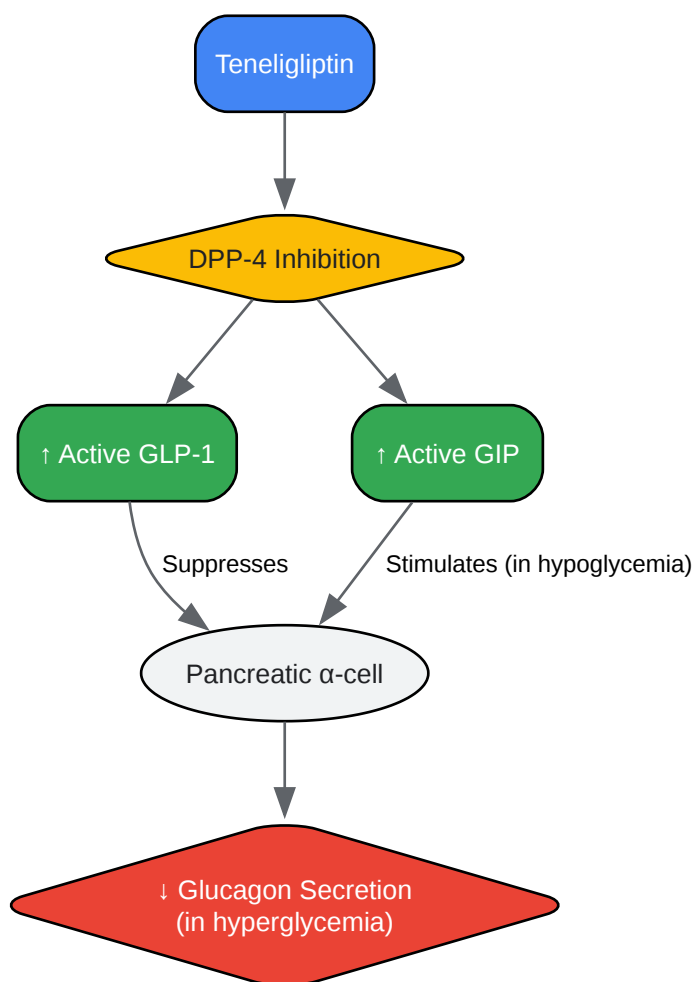 Teneligliptin
DPP-4 Inhibition
↑ Active GLP-1
↑ Active GIP
Suppresses
Stimulates (in hypoglycemia)
Pancreatic α-cell
↓ Glucagon Secretion
(in hyperglycemia)